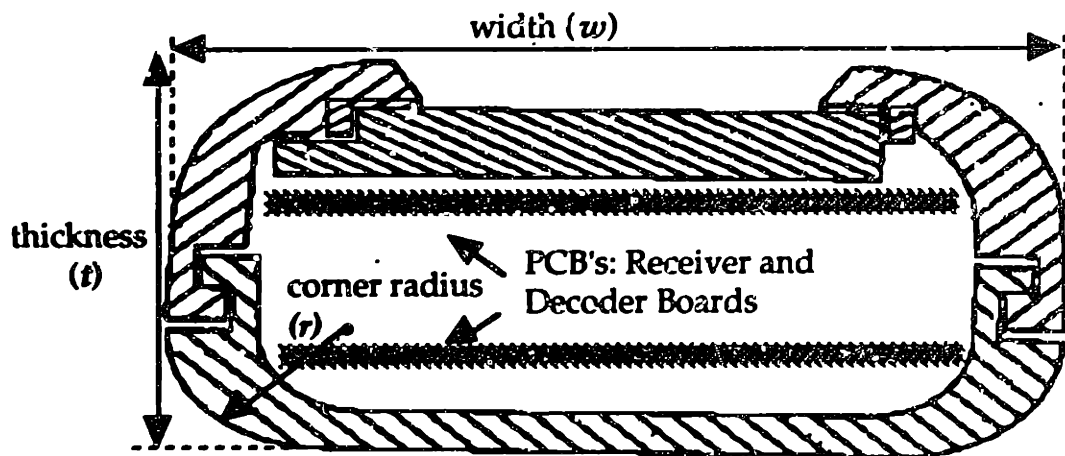 width (w)
thickness
(t)
corner radius
(r)
PCB's: Receiver and
Decoder Boards